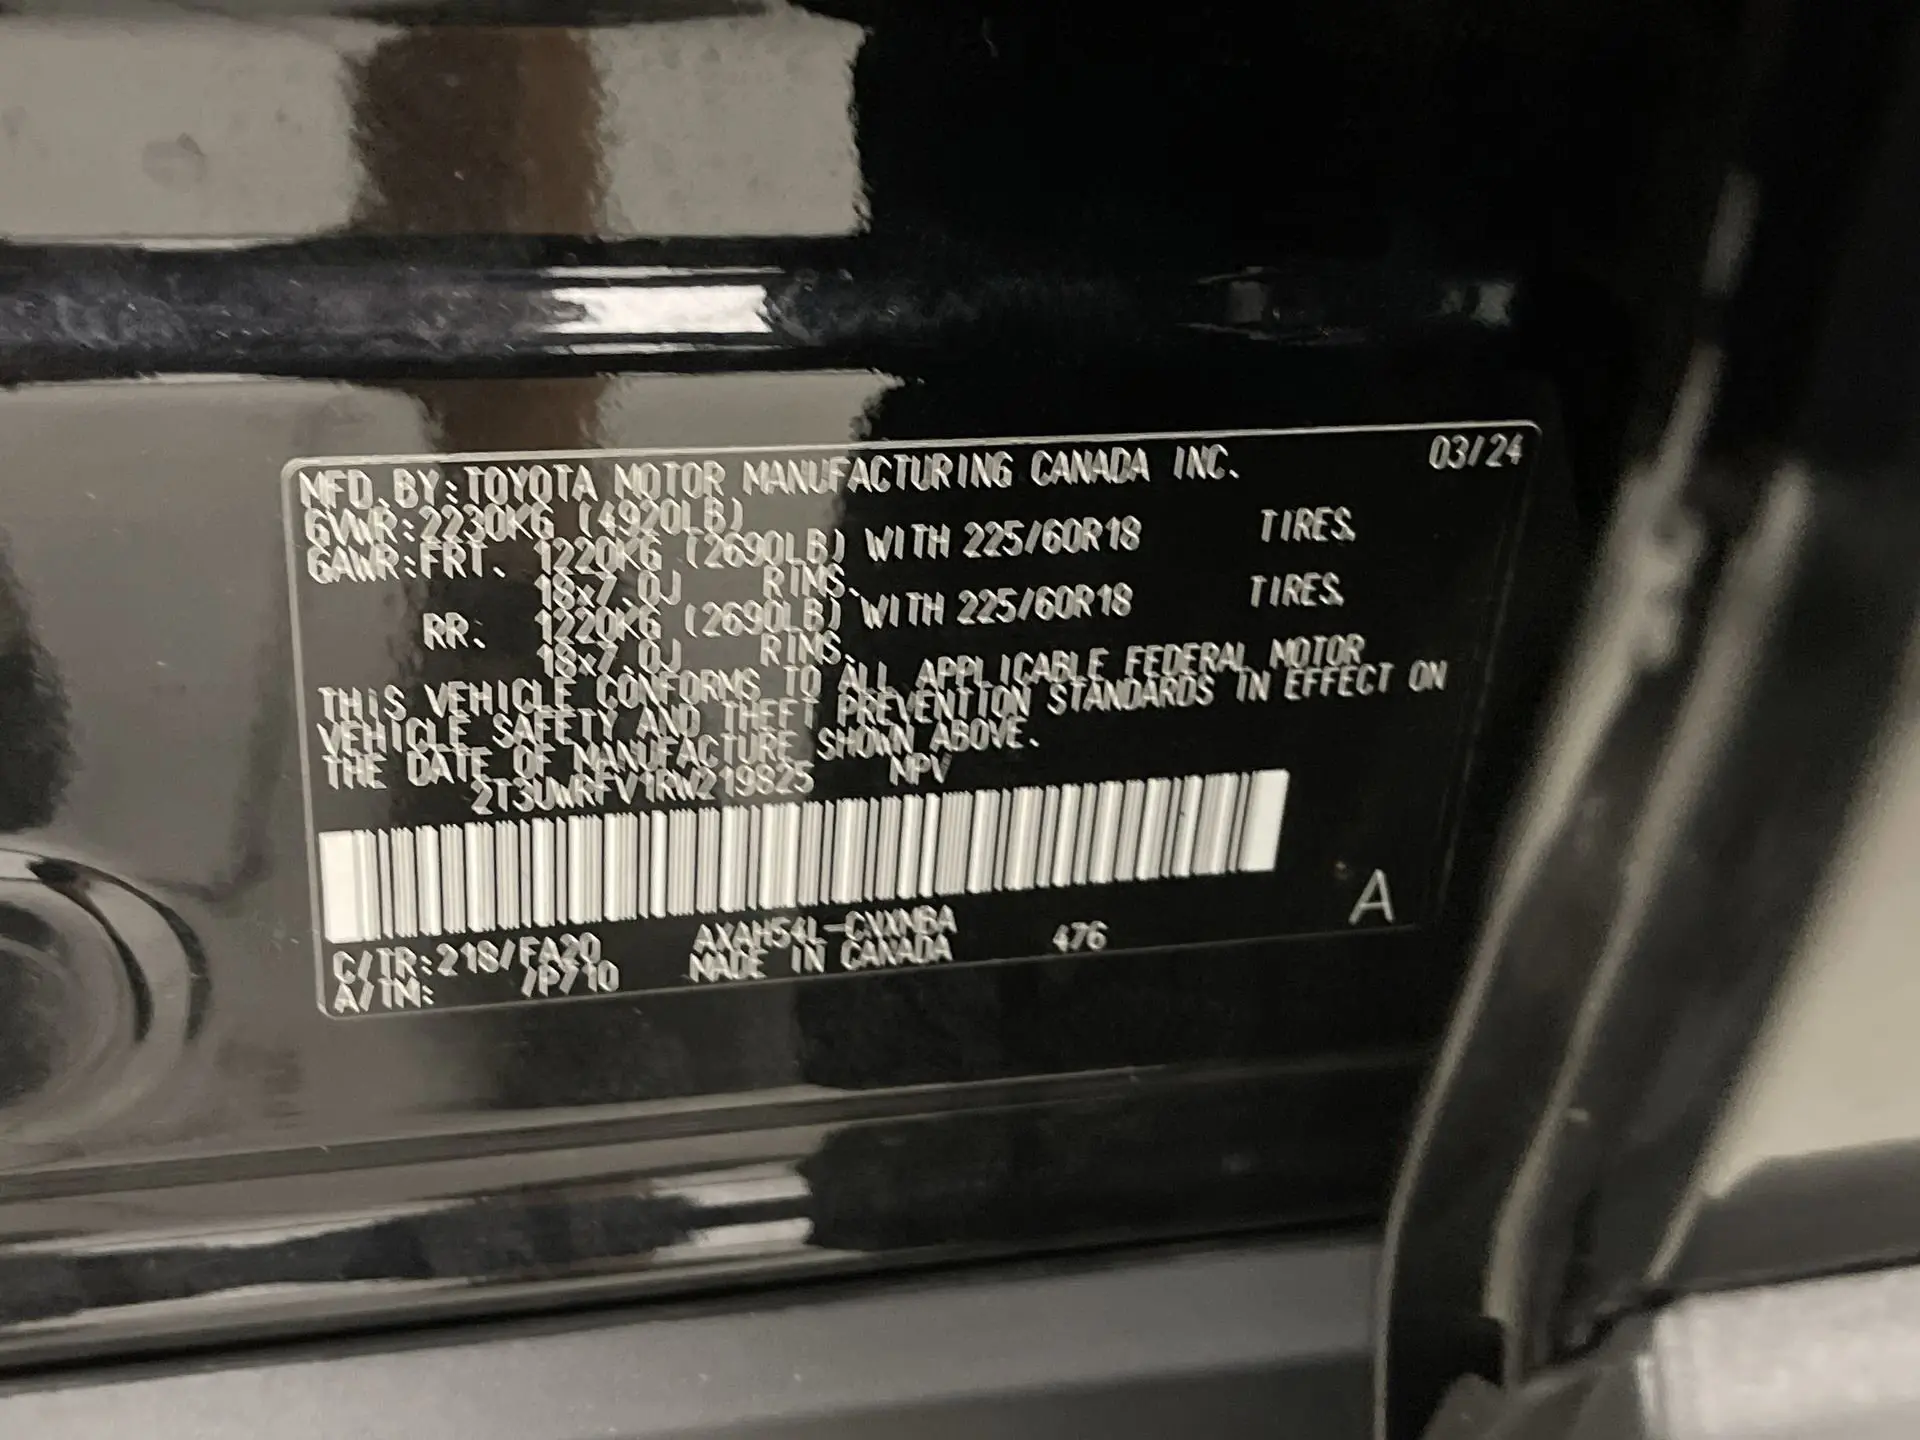 MFD. BY: TOYOTA MOTOR MANUFACTURING CANADA INC. 03/24
GVWR: 2230KG (4920LB)
GAWR: FRT. 1220KG (2690LB) WITH 225/60R18 TIRES,
18x7.0J RIMS.
RR: 1220KG (2690LB) WITH 225/60R18 TIRES,
18x7.0J RIMS.
THIS VEHICLE CONFORMS TO ALL APPLICABLE FEDERAL MOTOR
VEHICLE SAFETY AND THEFT PREVENTION STANDARDS IN EFFECT ON
THE DATE OF MANUFACTURE SHOWN ABOVE.
2T3UWRFV1RW219825 MPV
C/TR: 218/FA20 AXAH54L-CNXMBA 476 A
A/TM: /P710 MADE IN CANADA